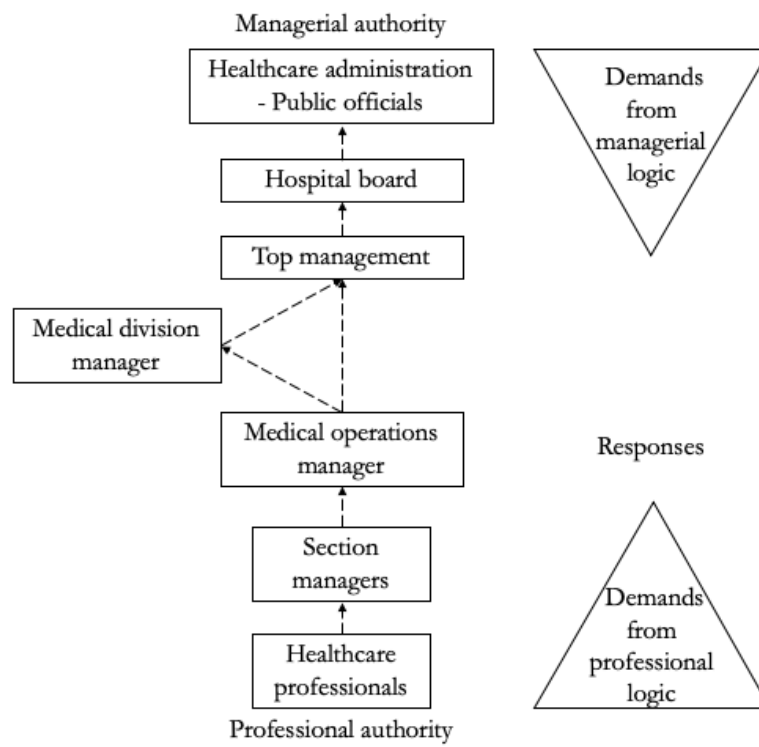 Managerial authority
Healthcare administration
- Public officials
Demands
from
managerial
logic
Hospital board
Top management
Medical division
manager
Medical operations
manager
Responses
Section
managers
Demands
from
professional
logic
Healthcare
professionals
Professional authority